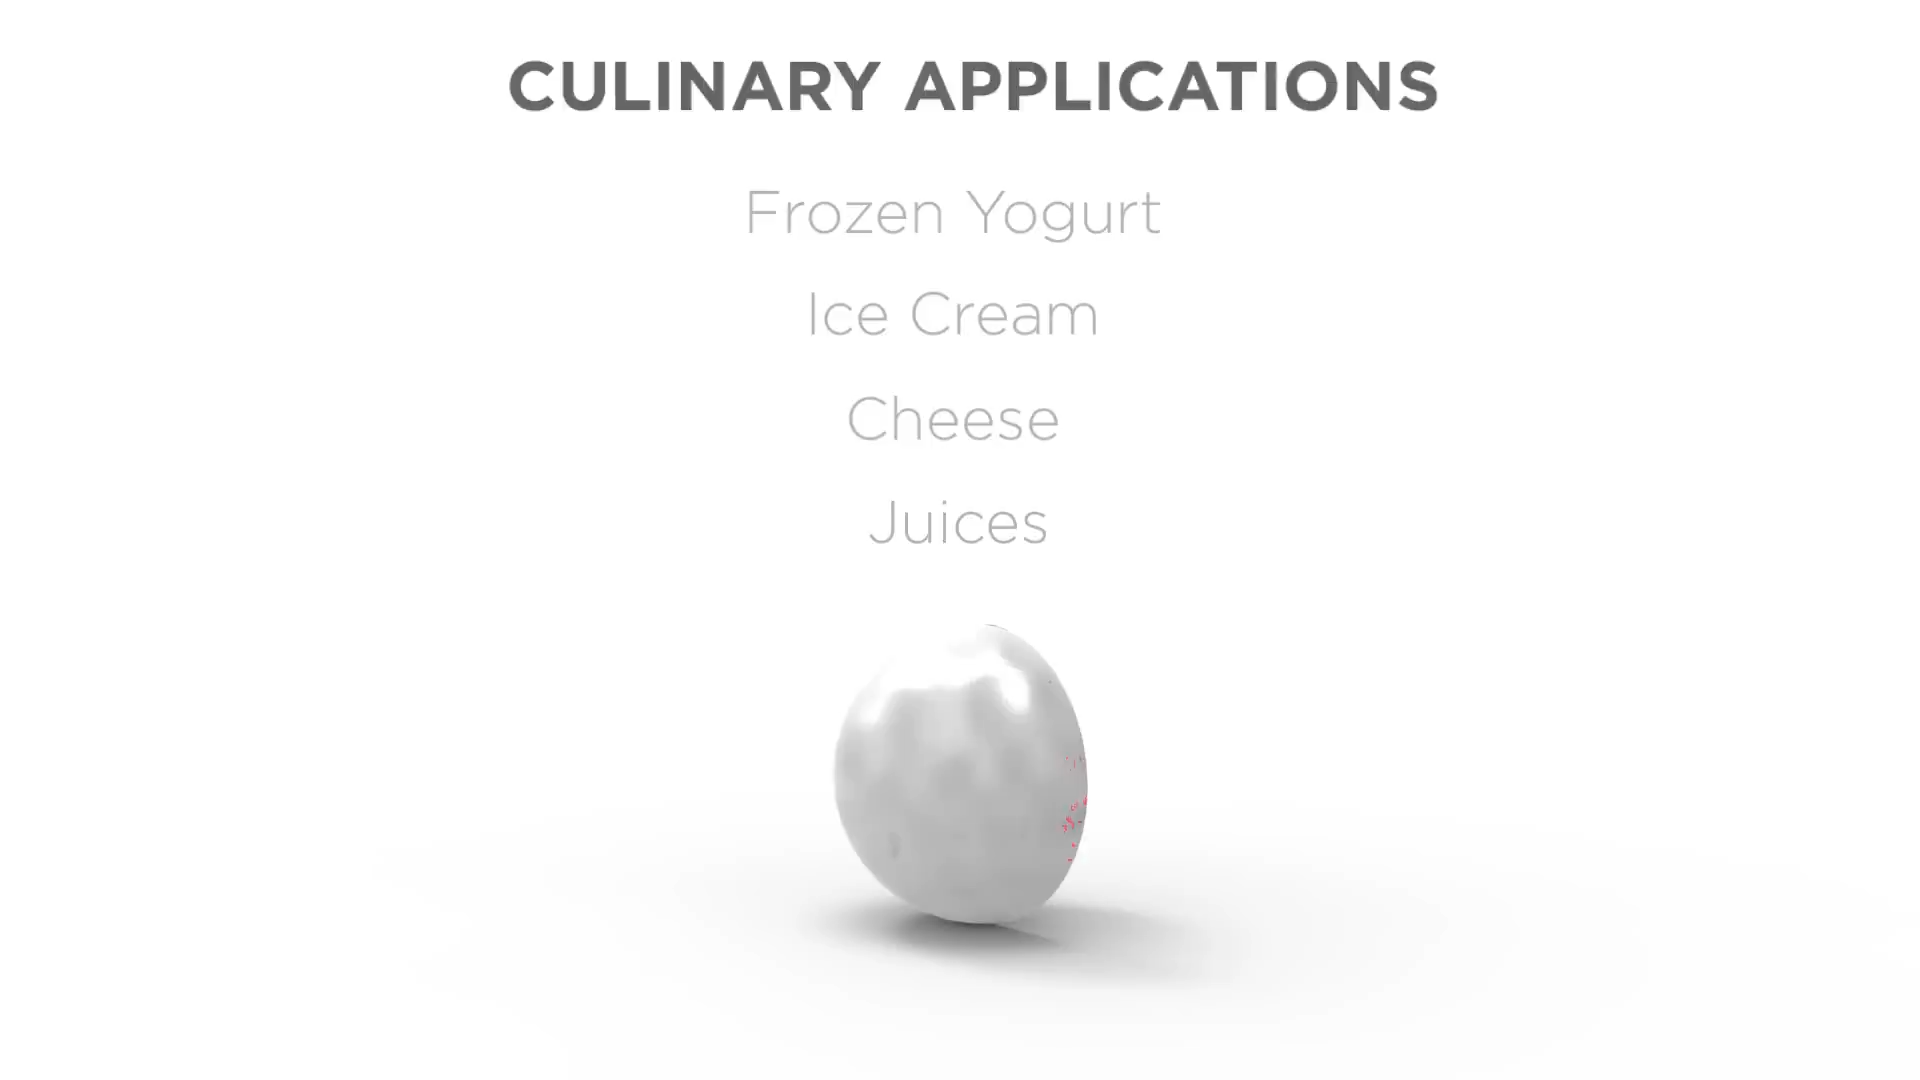 CULINARY APPLICATIONS
Frozen Yogurt
Ice Cream
Cheese
Juices